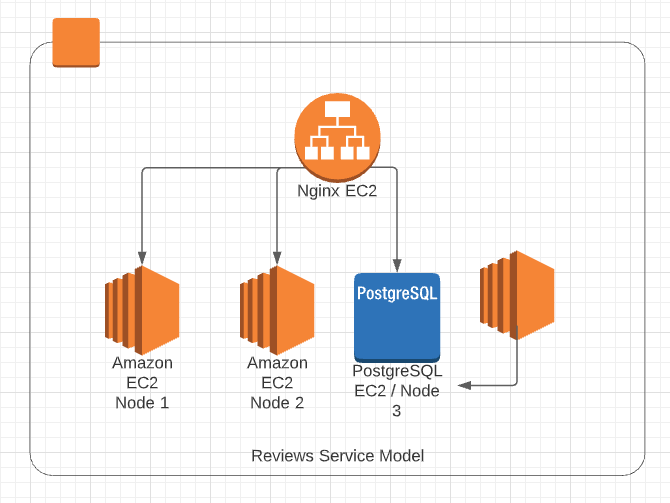 Nginx EC2
PostgreSQL
Amazon
EC2
Node 1
Amazon
EC2
Node 2
PostgreSQL
EC2 / Node
3
Reviews Service Model